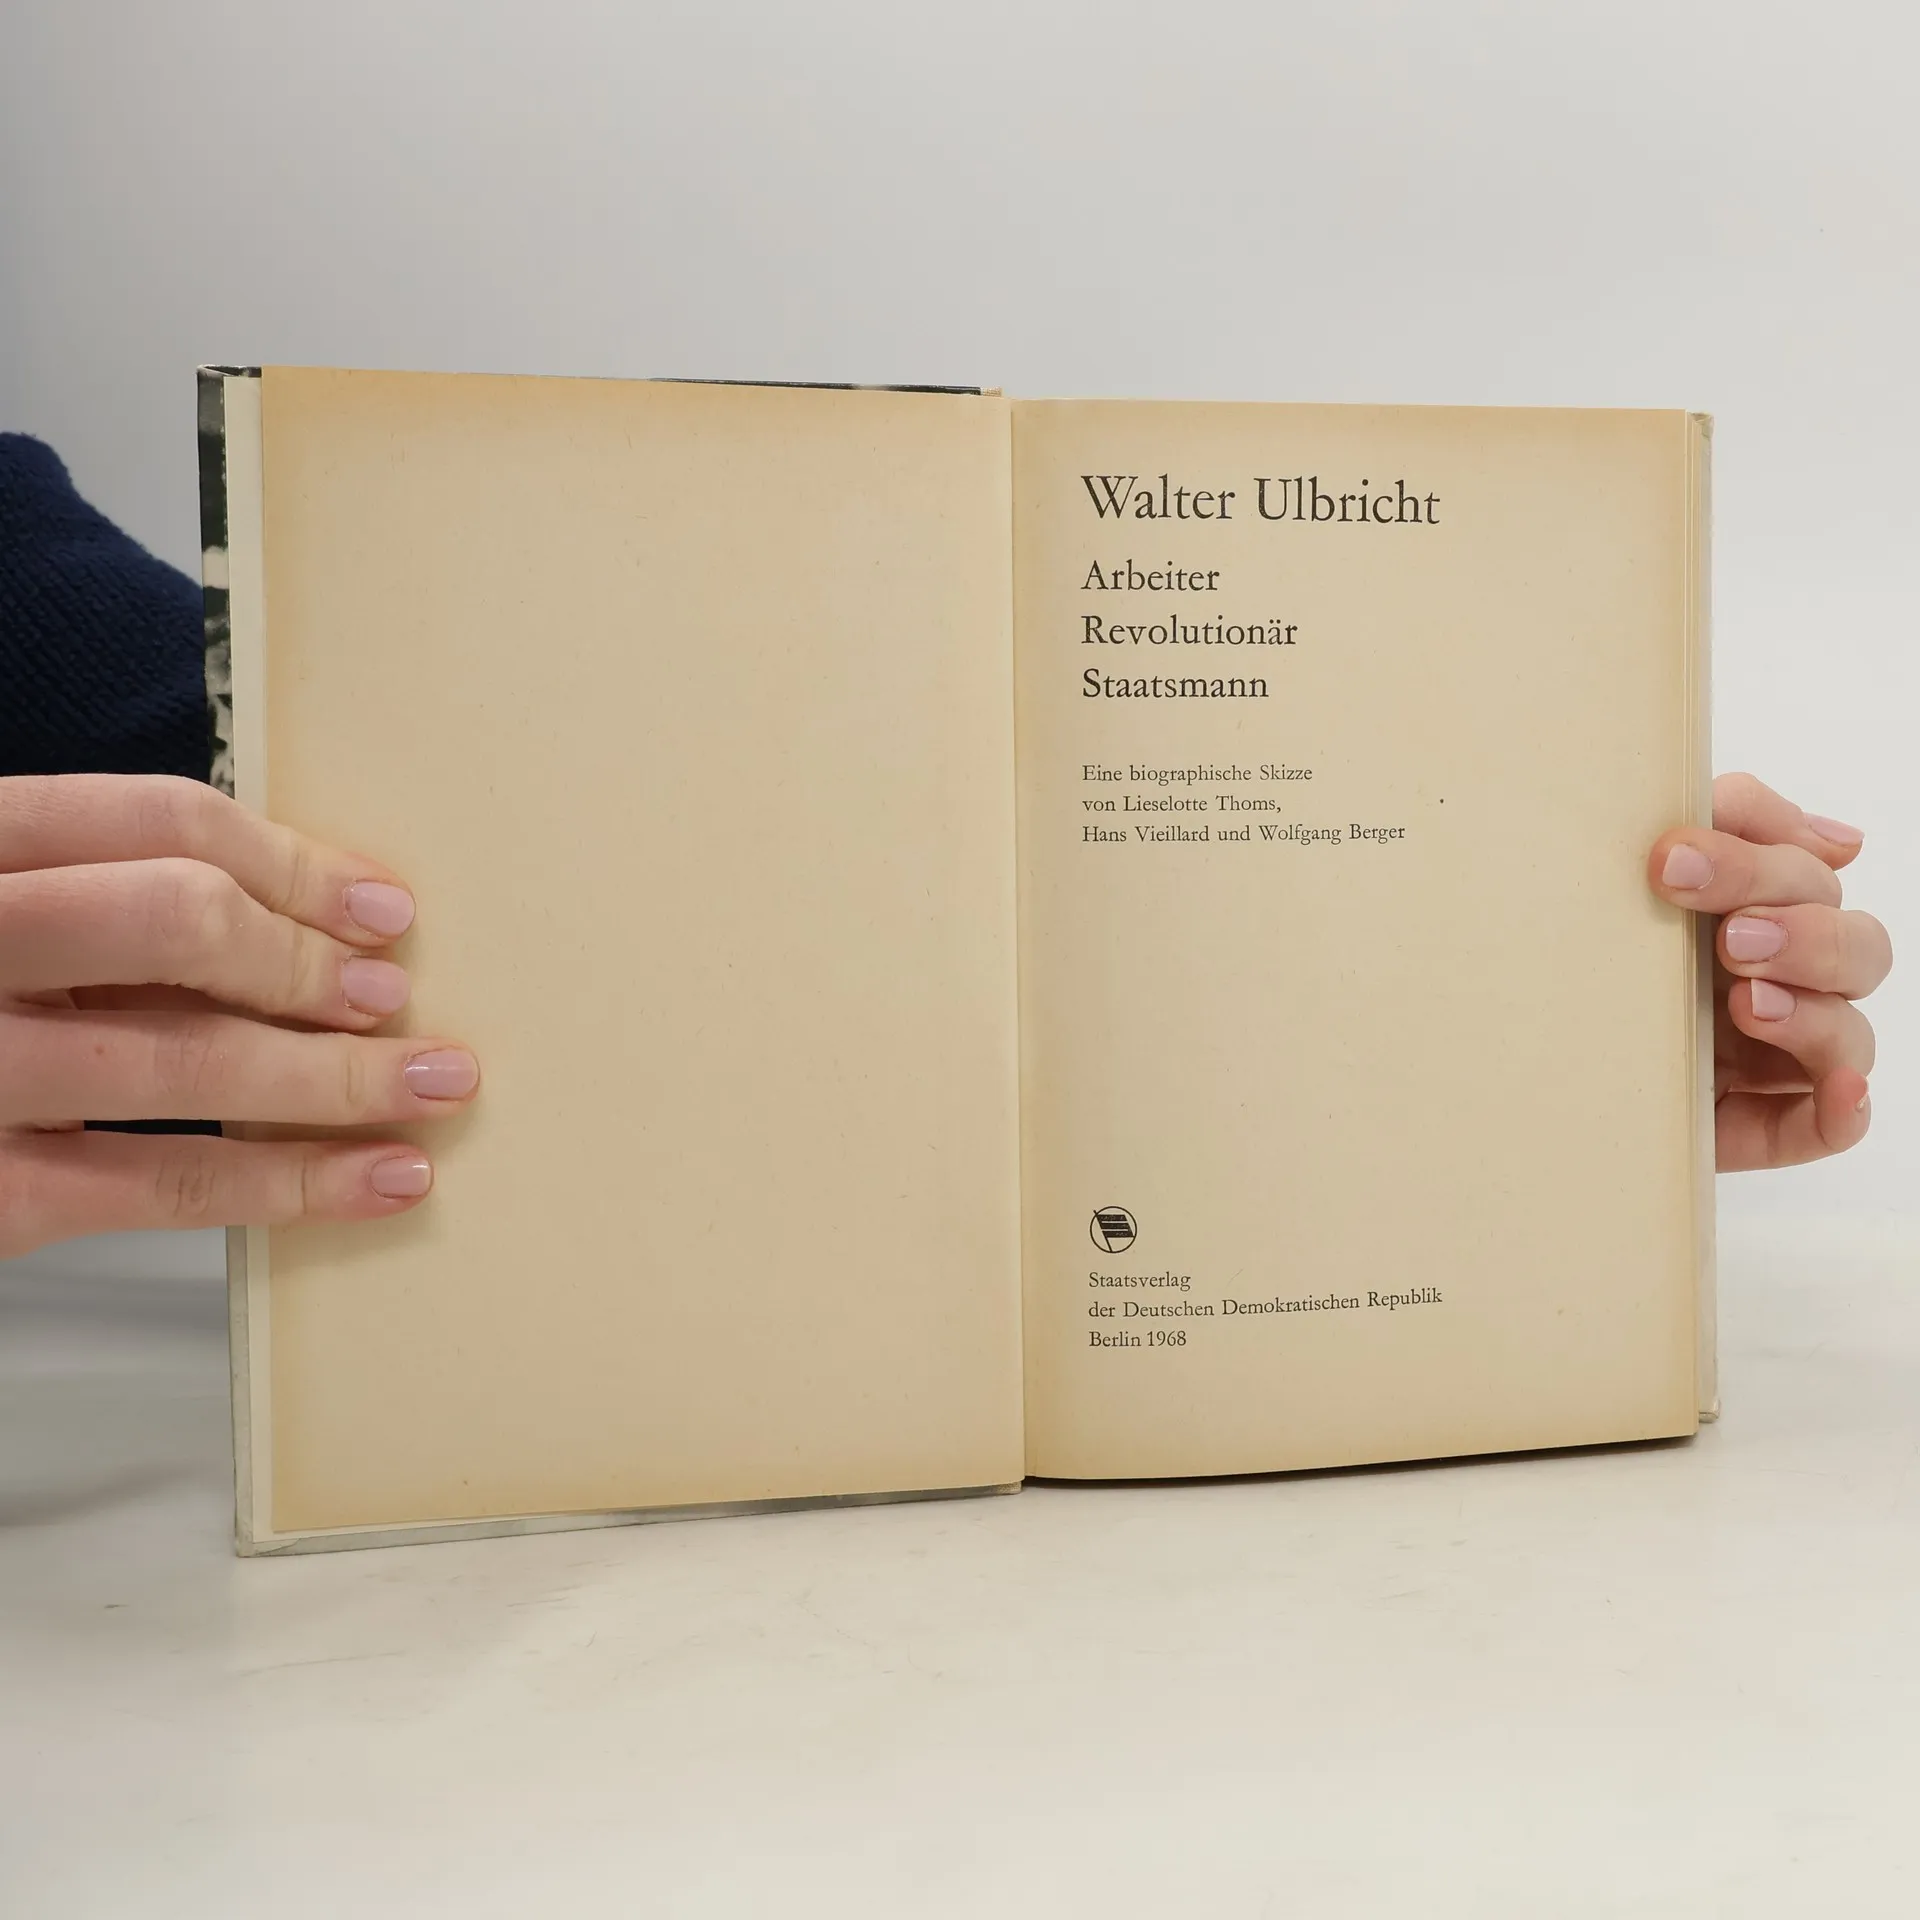 Walter Ulbricht
Arbeiter
Revolutionär
Staatsmann
Eine biographische Skizze
von Lieselotte Thoms,
Hans Vieillard und Wolfgang Berger
Staatsverlag
der Deutschen Demokratischen Republik
Berlin 1968